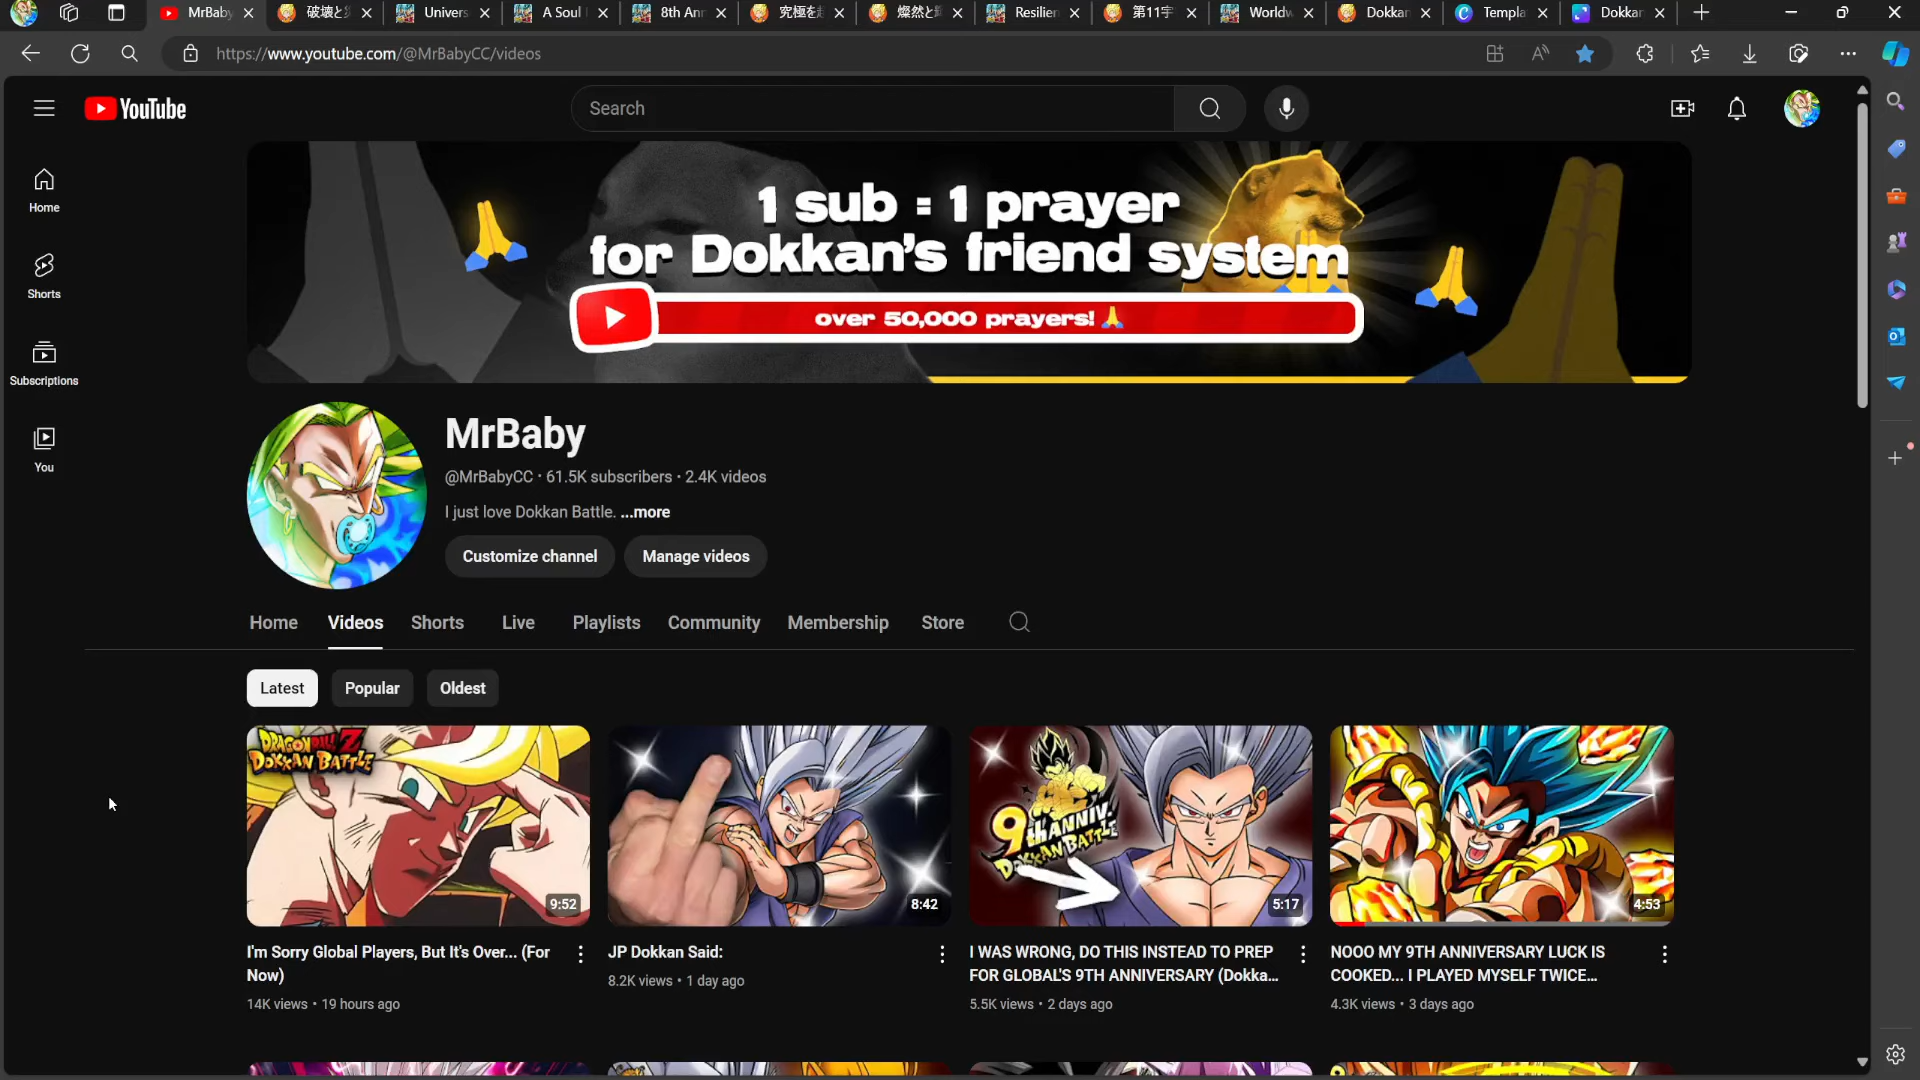 MrBaby
破壊と
Univers
A Soul
8th Ann
究極を
燦然と
Resilien
第11宇
Worldw
Dokkan
Templa
Dokkan
https://www.youtube.com/@MrBabyCC/videos
YouTube
Search
Home
Shorts
Subscriptions
You
1 sub = 1 prayer
for Dokkan's friend system
over 50,000 prayers! 🙏
MrBaby
@MrBabyCC • 61.5K subscribers • 2.4K videos
I just love Dokkan Battle. ...more
Customize channel
Manage videos
Home
Videos
Shorts
Live
Playlists
Community
Membership
Store
Latest
Popular
Oldest
DRAGON BALL Z
DOKKAN BATTLE
9:52
8:42
9th ANNIV.
DOKKAN BATTLE
5:17
4:53
I'm Sorry Global Players, But It's Over... (For
Now)
14K views • 19 hours ago
JP Dokkan Said:
8.2K views • 1 day ago
I WAS WRONG, DO THIS INSTEAD TO PREP
FOR GLOBAL'S 9TH ANNIVERSARY (Dokka...
5.5K views • 2 days ago
NOOO MY 9TH ANNIVERSARY LUCK IS
COOKED... I PLAYED MYSELF TWICE...
4.3K views • 3 days ago